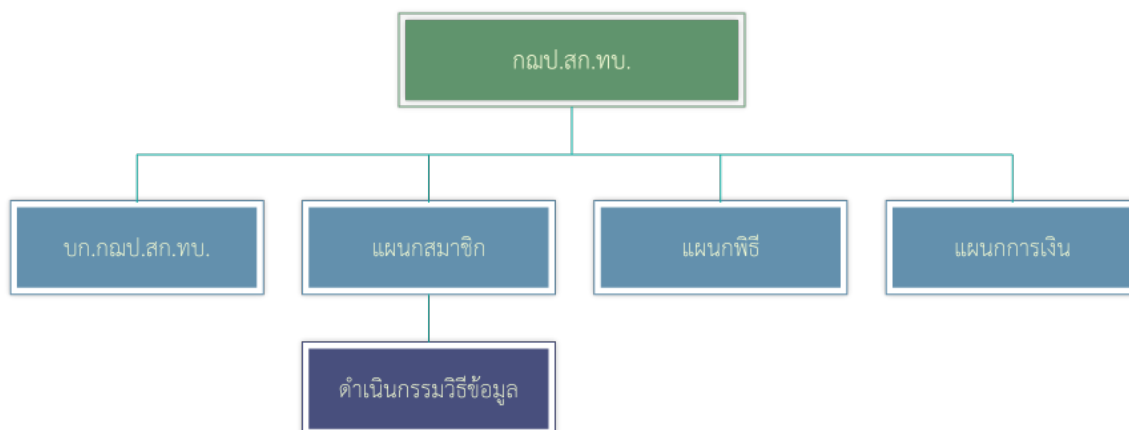 กฌป.สก.ทบ.
บก.กฌป.สก.ทบ.
แผนกสมาชิก
แผนกพิธี
แผนกการเงิน
ดำเนินกรรมวิธีข้อมูล